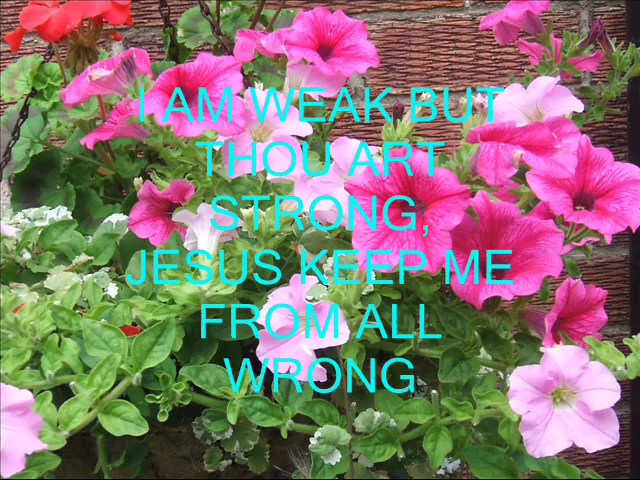 I AM WEAK BUT
THOU ART
STRONG,
JESUS KEEP ME
FROM ALL
WRONG